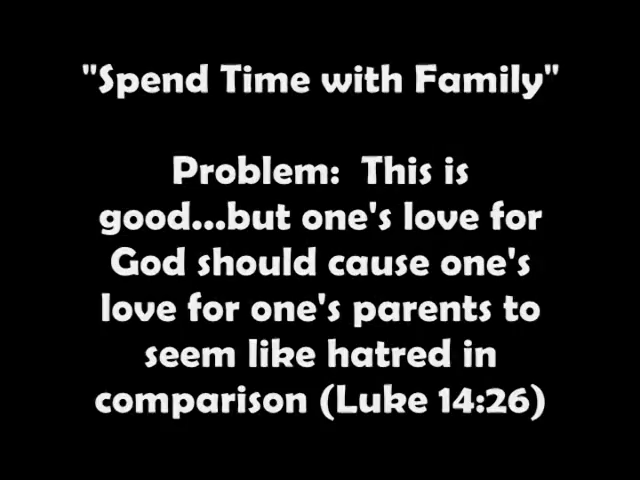 "Spend Time with Family"
Problem:  This is
good...but one's love for
God should cause one's
love for one's parents to
seem like hatred in
comparison (Luke 14:26)